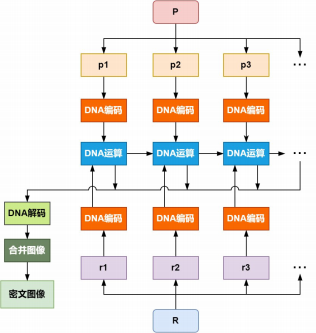 P
p1 p2 p3 ...
DNA编码 DNA编码 DNA编码
DNA运算 DNA运算 DNA运算 ...
DNA解码
DNA编码 DNA编码 DNA编码
合并图像
r1 r2 r3 ...
密文图像
R